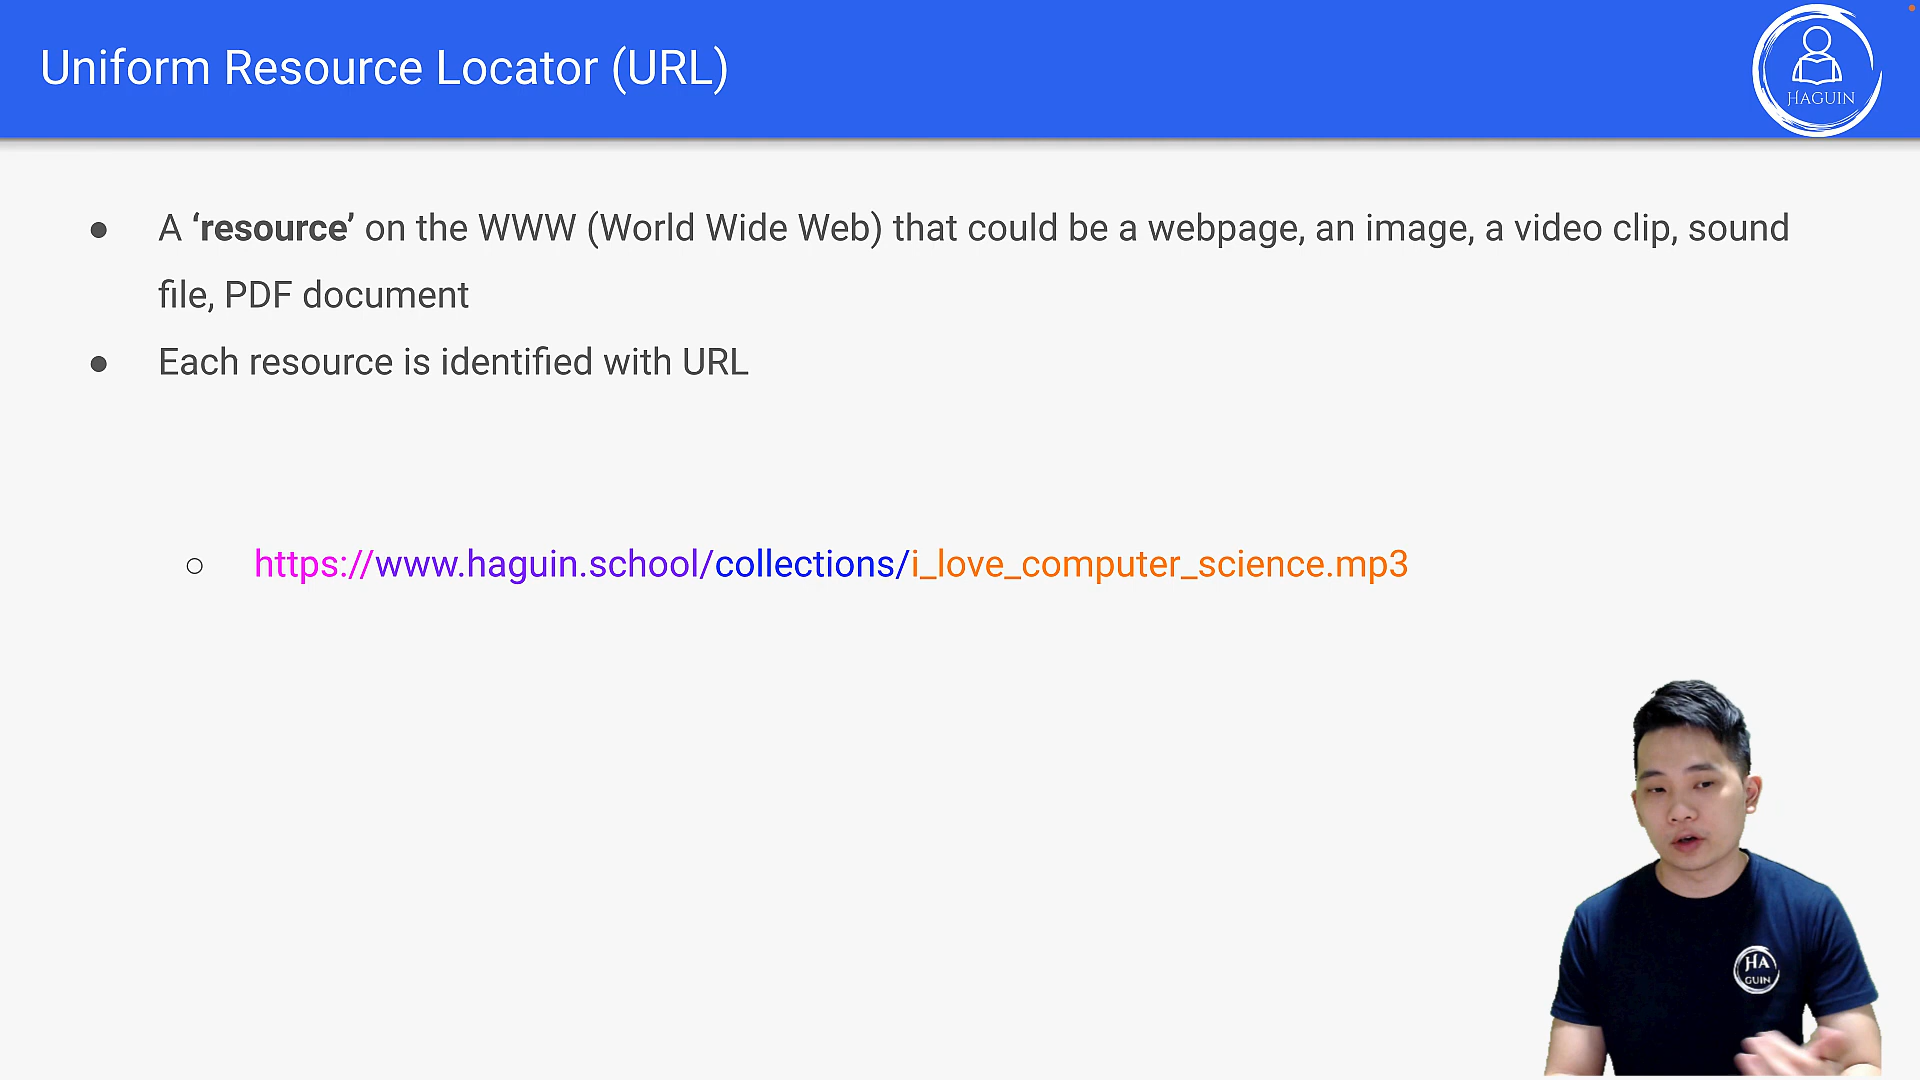 Uniform Resource Locator (URL)
HAGUIN
● A ‘resource’ on the WWW (World Wide Web) that could be a webpage, an image, a video clip, sound
file, PDF document
● Each resource is identified with URL
○ https://www.haguin.school/collections/i_love_computer_science.mp3
HA
GUIN